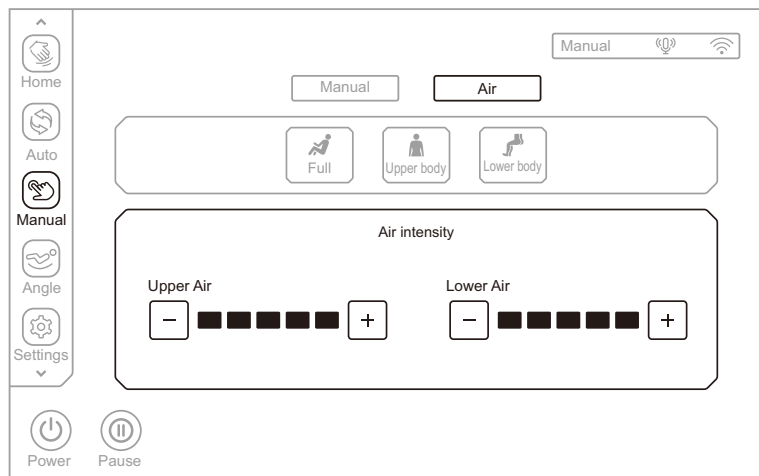 Manual
Home
Manual
Air
Auto
Full
Upper body
Lower body
Manual
Air intensity
Angle
Upper Air
Lower Air
Settings
Power
Pause